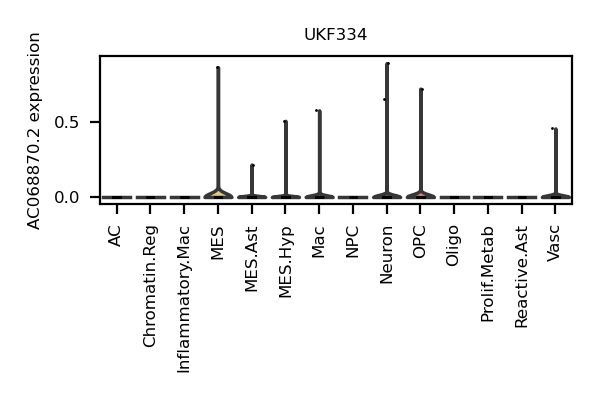 UKF334
AC068870.2 expression
0.5
0.0
AC
Chromatin.Reg
Inflammatory.Mac
MES
MES.Ast
MES.Hyp
Mac
NPC
Neuron
OPC
Oligo
Prolif.Metab
Reactive.Ast
Vasc